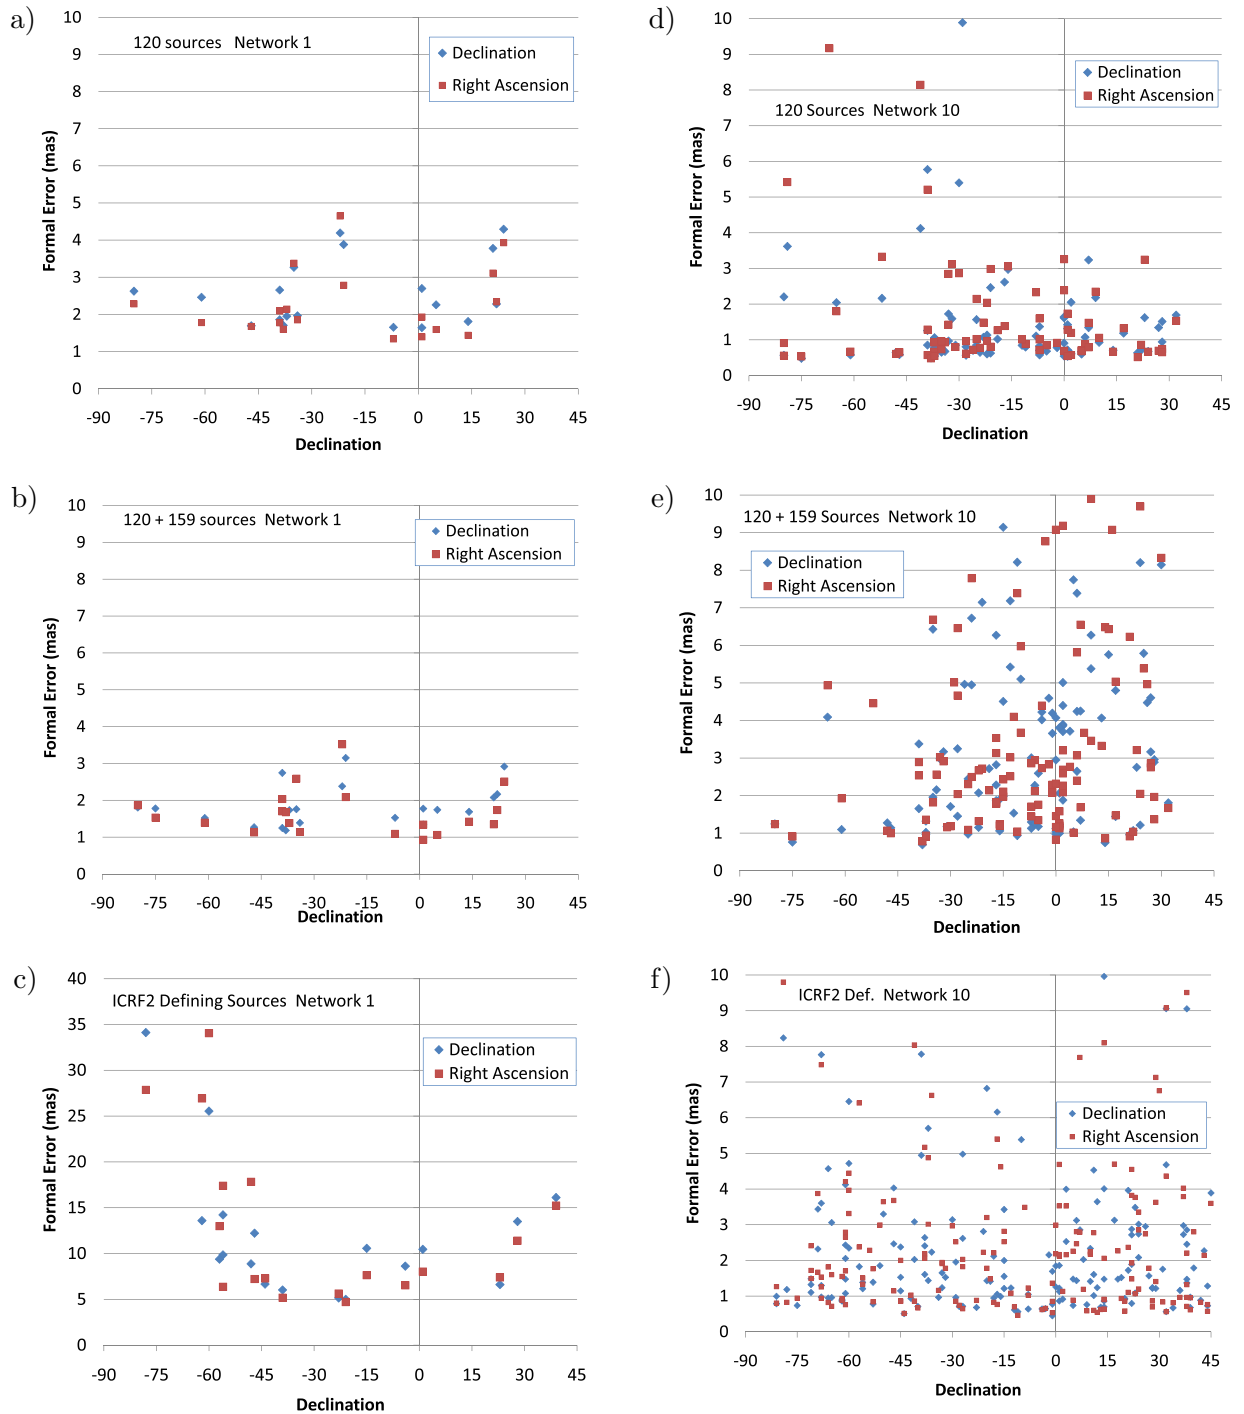 a)
120 sources Network 1
Declination
Right Ascension
Formal Error (mas)
10
9
8
7
6
5
4
3
2
1
0
-90 -75 -60 -45 -30 -15 0 15 30 45
Declination
d)
120 Sources Network 10
Declination
Right Ascension
Formal Error (mas)
10
9
8
7
6
5
4
3
2
1
0
-90 -75 -60 -45 -30 -15 0 15 30 45
Declination
b)
120 + 159 sources Network 1
Declination
Right Ascension
Formal Error (mas)
10
9
8
7
6
5
4
3
2
1
0
-90 -75 -60 -45 -30 -15 0 15 30 45
Declination
e)
120 + 159 Sources Network 10
Declination
Right Ascension
Formal Error (mas)
10
9
8
7
6
5
4
3
2
1
0
-90 -75 -60 -45 -30 -15 0 15 30 45
Declination
c)
ICRF2 Defining Sources Network 1
Declination
Right Ascension
Formal Error (mas)
40
35
30
25
20
15
10
5
0
-90 -75 -60 -45 -30 -15 0 15 30 45
Declination
f)
ICRF2 Def. Network 10
Declination
Right Ascension
Formal Error (mas)
10
9
8
7
6
5
4
3
2
1
0
-90 -75 -60 -45 -30 -15 0 15 30 45
Declination